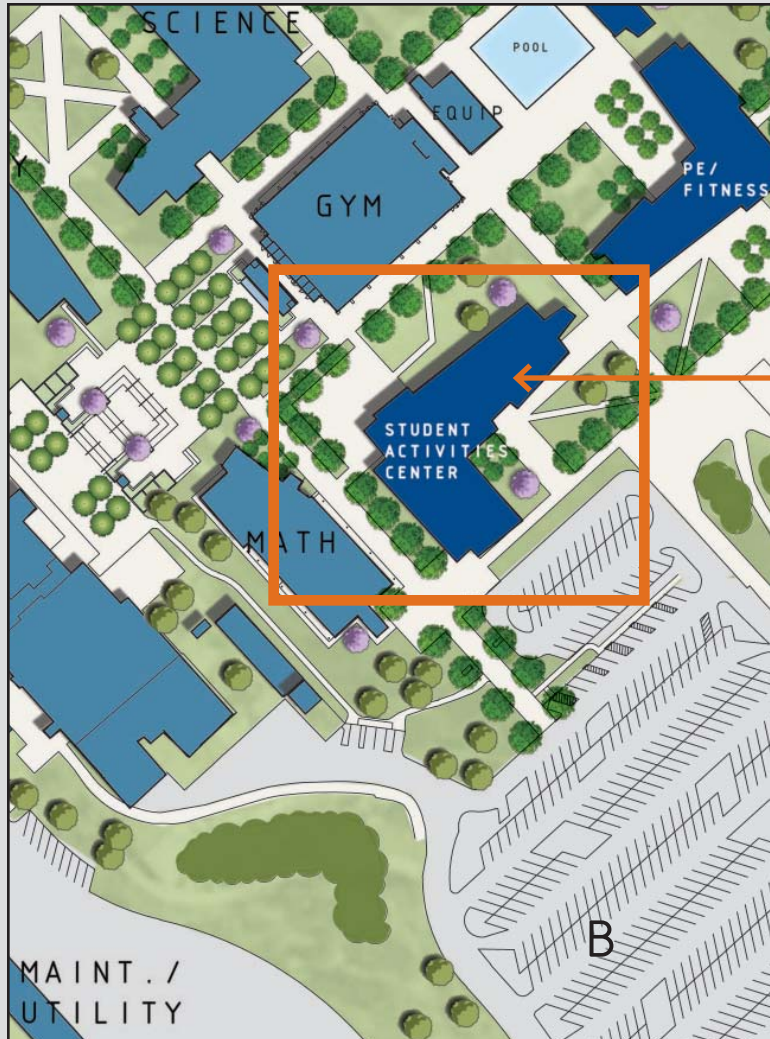 SCIENCE
POOL
EQUIP
PE/
FITNESS
Y
GYM
STUDENT
ACTIVITIES
CENTER
MATH
B
MAINT./
UTILITY